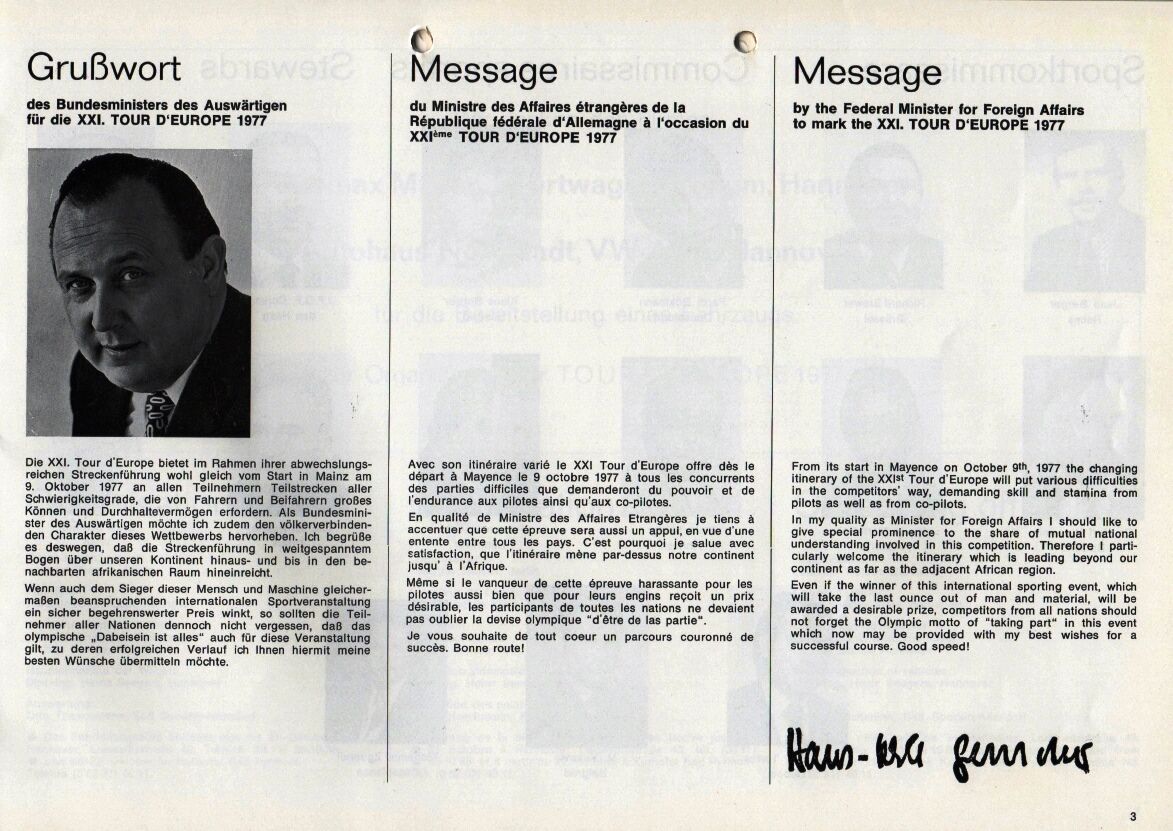 Grußwort
des Bundesministers des Auswärtigen
für die XXI. TOUR D'EUROPE 1977
Die XXI. Tour d'Europe bietet im Rahmen ihrer abwechslungs-
reichen Streckenführung wohl gleich vom Start in Mainz am
9. Oktober 1977 an allen Teilnehmern Teilstrecken aller
Schwierigkeitsgrade, die von Fahrern und Beifahrern großes
Können und Durchhaltevermögen erfordern. Als Bundesmini-
ster des Auswärtigen möchte ich zudem den völkerverbinden-
den Charakter dieses Wettbewerbs hervorheben. Ich begrüße
es deswegen, daß die Streckenführung in weitgespanntem
Bogen über unseren Kontinent hinaus- und bis in den be-
nachbarten afrikanischen Raum hineinreicht.
Wenn auch dem Sieger dieser Mensch und Maschine gleicher-
maßen beanspruchenden internationalen Sportveranstaltung
ein sicher begehrenswerter Preis winkt, so sollten die Teil-
nehmer aller Nationen dennoch nicht vergessen, daß das
olympische „Dabeisein ist alles" auch für diese Veranstaltung
gilt, zu deren erfolgreichen Verlauf ich Ihnen hiermit meine
besten Wünsche übermitteln möchte.
Message
du Ministre des Affaires étrangères de la
République fédérale d'Allemagne à l'occasion du
XXIème TOUR D'EUROPE 1977
Avec son itinéraire varié le XXI Tour d'Europe offre dès le
départ à Mayence le 9 octobre 1977 à tous les concurrents
des parties difficiles que demanderont du pouvoir et de
l'endurance aux pilotes ainsi qu'aux co-pilotes.
En qualité de Ministre des Affaires Etrangères je tiens à
accentuer que cette épreuve sera aussi un appui, en vue d'une
entente entre tous les pays. C'est pourquoi je salue avec
satisfaction, que l'itinéraire mène par-dessus notre continent
jusqu' à l'Afrique.
Même si le vanqueur de cette épreuve harassante pour les
pilotes aussi bien que pour leurs engins reçoit un prix
désirable, les participants de toutes les nations ne devaient
pas oublier la devise olympique "d'être de las partie".
Je vous souhaite de tout coeur un parcours couronné de
succès. Bonne route!
Message
by the Federal Minister for Foreign Affairs
to mark the XXI. TOUR D'EUROPE 1977
From its start in Mayence on October 9th, 1977 the changing
itinerary of the XXIst Tour of Europe will put various difficulties
in the competitors' way, demanding skill and stamina from
pilots as well as from co-pilots.
In my quality as Minister for Foreign Affairs I should like to
give special prominence to the share of mutual national
understanding involved in this competition. Therefore I parti-
cularly welcome the itinerary which is leading beyond our
continent as far as the adjacent African region.
Even if the winner of this international sporting event, which
will take the last ounce out of man and material, will be
awarded a desirable prize, competitors from all nations should
not forget the Olympic motto of "taking part" in this event
which now may be provided with my best wishes for a
successful course. Good speed!
Hans-
3